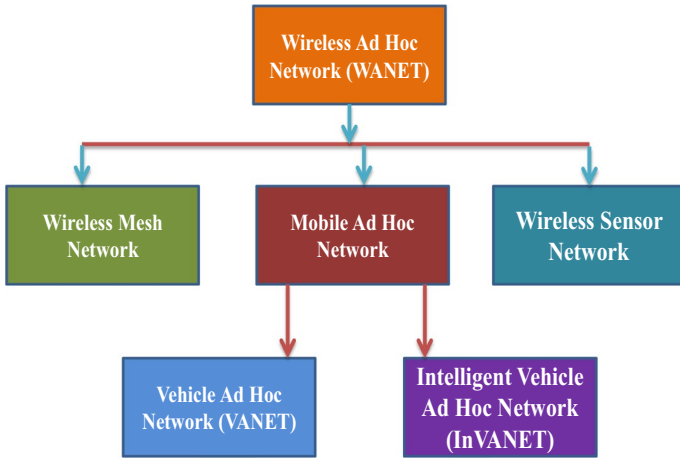 Wireless Ad Hoc
Network (WANET)
Wireless Mesh
Network
Mobile Ad Hoc
Network
Wireless Sensor
Network
Vehicle Ad Hoc
Network (VANET)
Intelligent Vehicle
Ad Hoc Network
(InVANET)